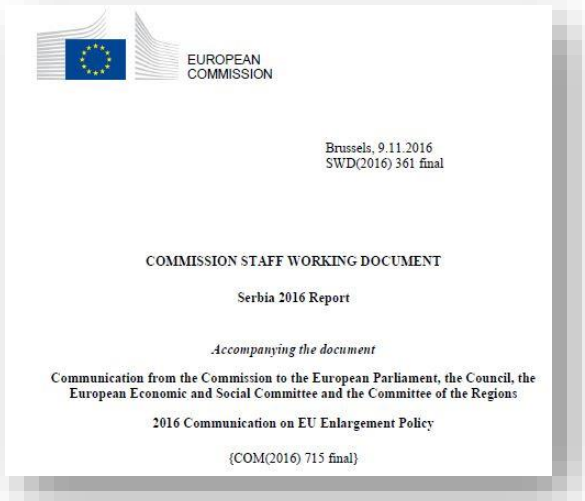 EUROPEAN
COMMISSION
Brussels, 9.11.2016
SWD(2016) 361 final
COMMISSION STAFF WORKING DOCUMENT
Serbia 2016 Report
Accompanying the document
Communication from the Commission to the European Parliament, the Council, the
European Economic and Social Committee and the Committee of the Regions
2016 Communication on EU Enlargement Policy
{COM(2016) 715 final}